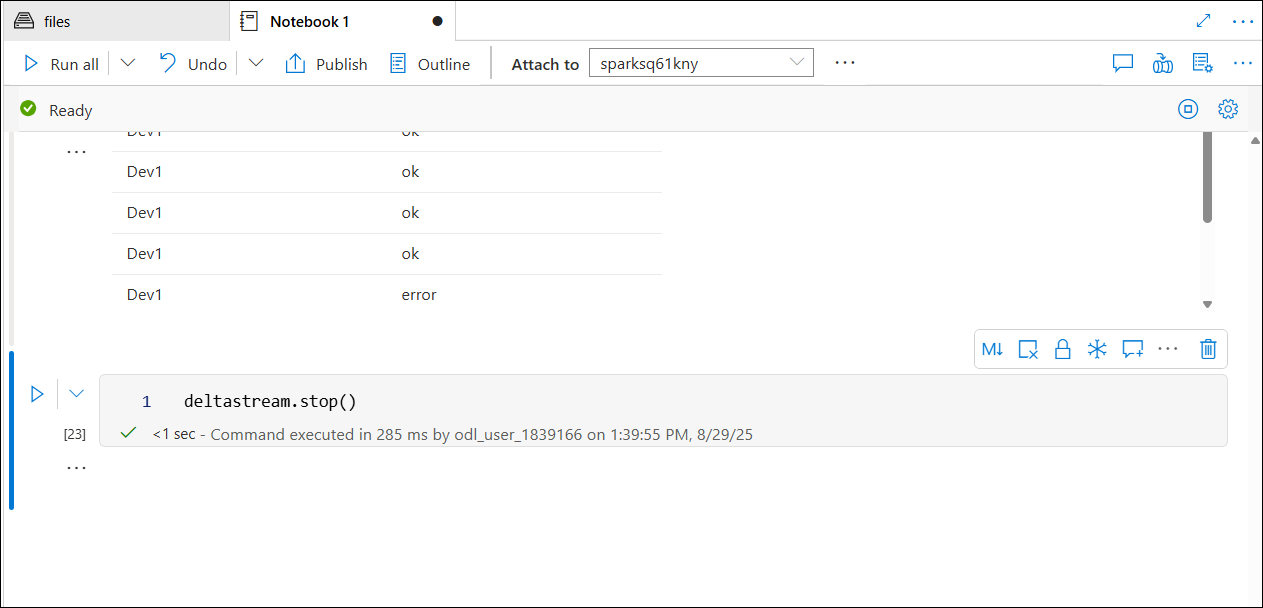 files
Notebook 1
Run all
Undo
Publish
Outline
Attach to
sparksq61kny
Ready
Dev1 ok
Dev1 ok
Dev1 ok
Dev1 ok
Dev1 error
M↓
1 deltastream.stop()
[23]
<1 sec - Command executed in 285 ms by odl_user_1839166 on 1:39:55 PM, 8/29/25